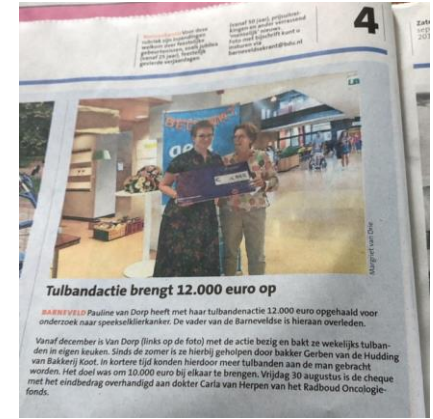 4
Tulbandactie brengt 12.000 euro op
BARNEVELD Pauline van Dorp heeft met haar tulbandenactie 12.000 euro opgehaald voor
onderzoek naar speekselklierkanker. De vader van de Barneveldse is hieraan overleden.
Vanaf december is Van Dorp (links op de foto) met de actie bezig en bakt ze wekelijks tulban-
den in eigen keuken. Sinds de zomer is ze hierbij geholpen door bakker Gerben van de Hudding
van Bakkerij Koot. In kortere tijd konden hierdoor meer tulbanden aan de man gebracht
worden. Het doel was om 10.000 euro bij elkaar te brengen. Vrijdag 30 augustus is de cheque
met het eindbedrag overhandigd aan dokter Carla van Herpen van het Radboud Oncologie-
fonds.
Margriet van Drie